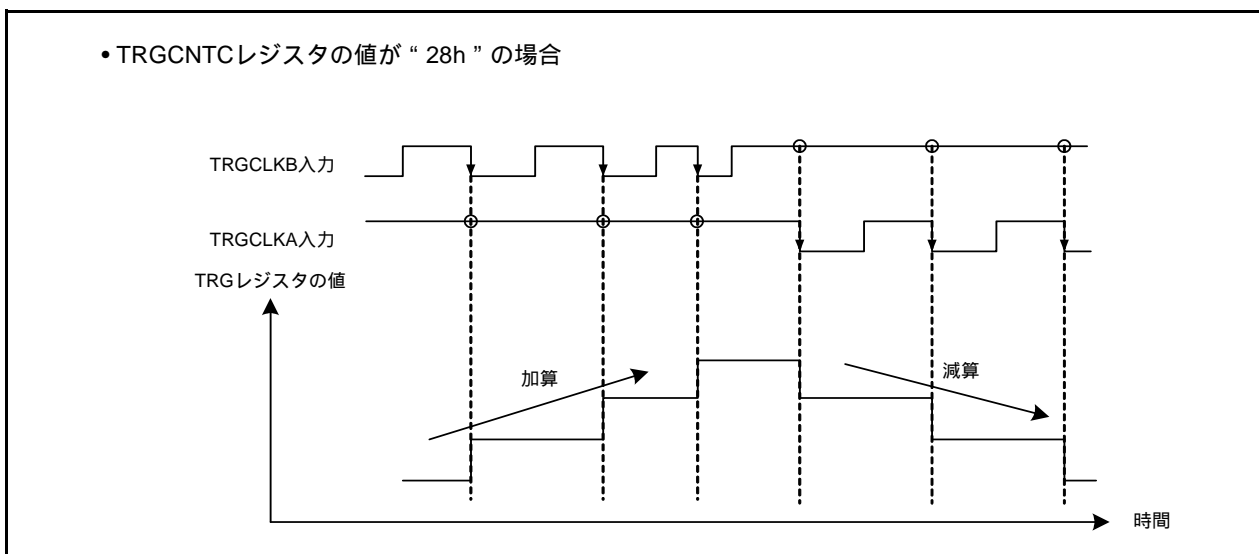 • TRGCNTCレジスタの値が“28h”の場合
TRGCLKB入力
TRGCLKA入力
TRGレジスタの値
加算
減算
時間